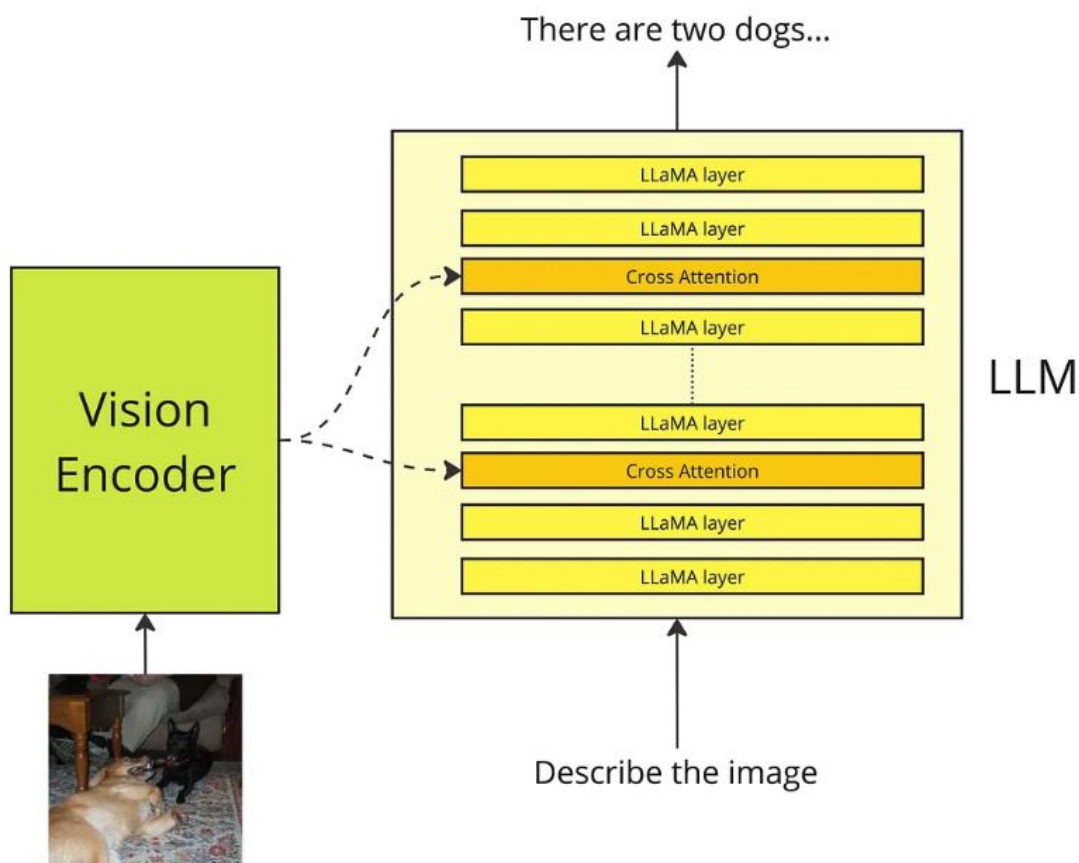 There are two dogs...
LLaMA layer
LLaMA layer
Cross Attention
LLaMA layer
LLaMA layer
Cross Attention
LLaMA layer
LLaMA layer
LLM
Vision
Encoder
Describe the image